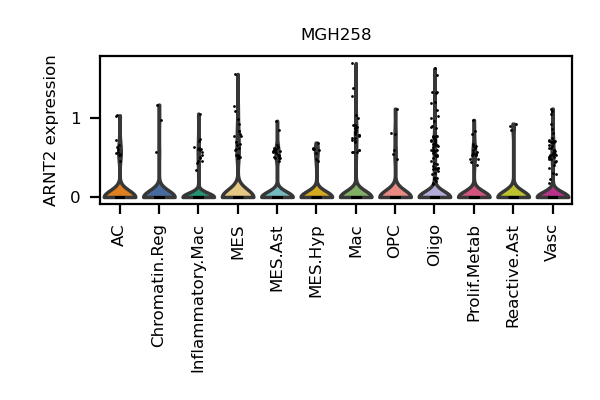 MGH258
ARNT2 expression
1
0
AC
Chromatin.Reg
Inflammatory.Mac
MES
MES.Ast
MES.Hyp
Mac
OPC
Oligo
Prolif.Metab
Reactive.Ast
Vasc